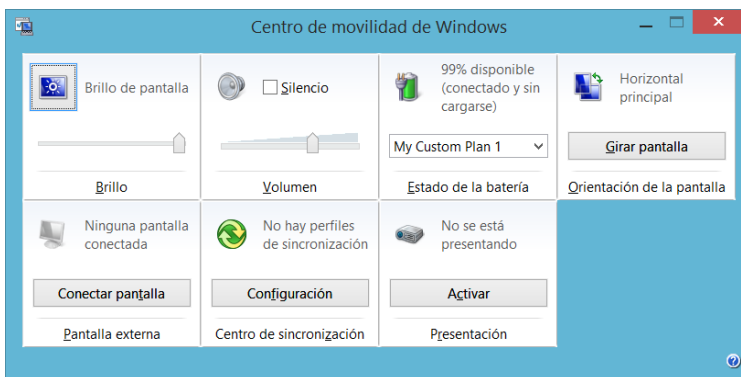 Centro de movilidad de Windows
Brillo de pantalla
Brillo
Silencio
Volumen
99% disponible
(conectado y sin
cargarse)
My Custom Plan 1
Estado de la batería
Horizontal
principal
Girar pantalla
Orientación de la pantalla
Ninguna pantalla
conectada
Conectar pantalla
Pantalla externa
No hay perfiles
de sincronización
Configuración
Centro de sincronización
No se está
presentando
Activar
Presentación